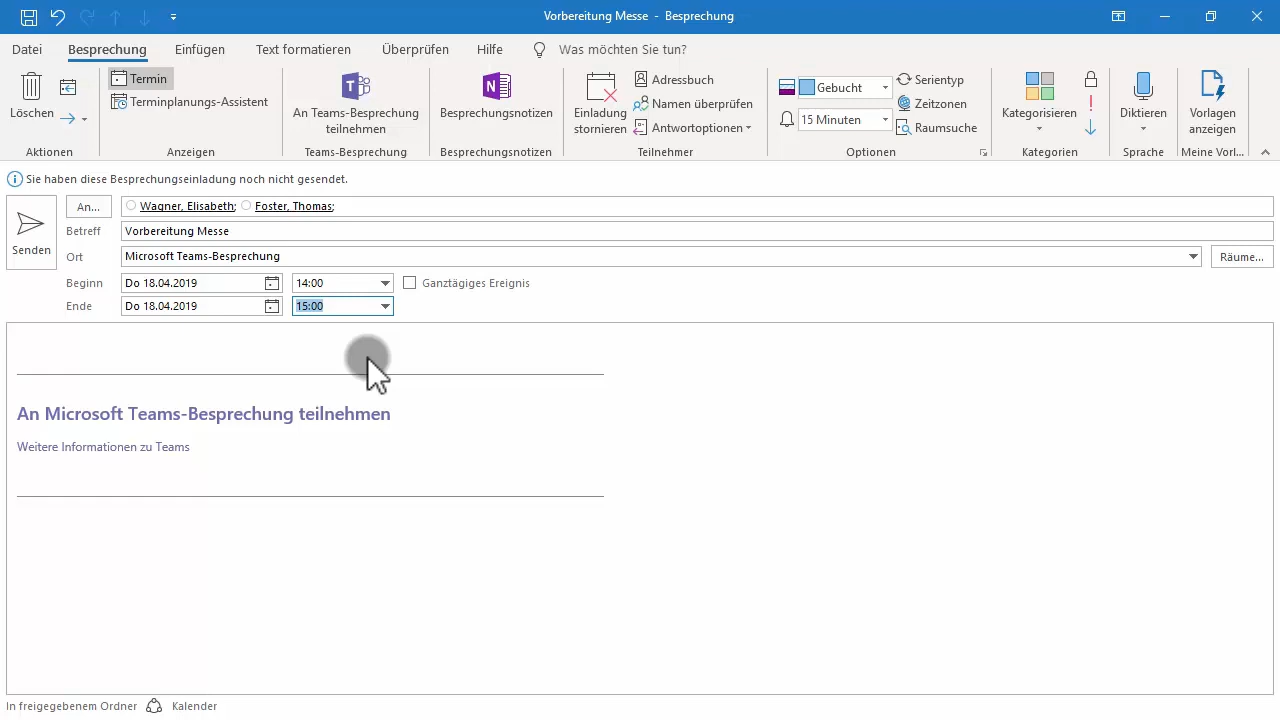 Vorbereitung Messe - Besprechung
Datei Besprechung Einfügen Text formatieren Überprüfen Hilfe Was möchten Sie tun?
Löschen
Aktionen
Termin
Terminplanungs-Assistent
Anzeigen
An Teams-Besprechung
teilnehmen
Teams-Besprechung
Besprechungsnotizen
Besprechungsnotizen
Einladung
stornieren
Adressbuch
Namen überprüfen
Antwortoptionen
Teilnehmer
Gebucht
15 Minuten
Serientyp
Zeitzonen
Raumsuche
Optionen
Kategorisieren
Kategorien
Diktieren
Sprache
Vorlagen
anzeigen
Meine Vorl...
Sie haben diese Besprechungseinladung noch nicht gesendet.
Senden
An... Wagner, Elisabeth; Foster, Thomas;
Betreff Vorbereitung Messe
Ort Microsoft Teams-Besprechung Räume...
Beginn Do 18.04.2019 14:00 Ganztägiges Ereignis
Ende Do 18.04.2019 15:00
An Microsoft Teams-Besprechung teilnehmen
Weitere Informationen zu Teams
In freigegebenem Ordner Kalender